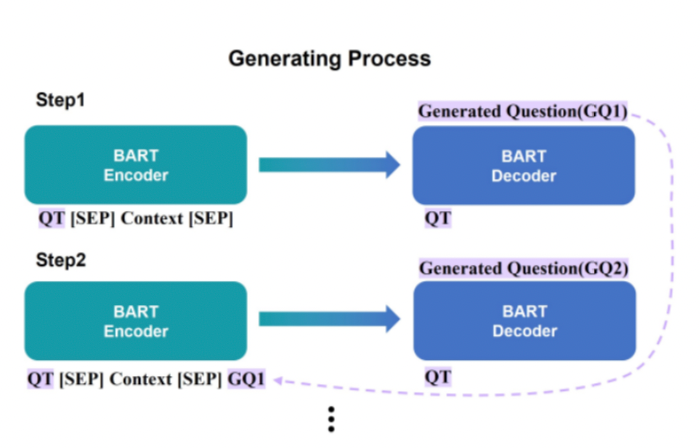 Generating Process
Step1
Generated Question(GQ1)
BART
Encoder
BART
Decoder
QT [SEP] Context [SEP]
QT
Step2
Generated Question(GQ2)
BART
Encoder
BART
Decoder
QT [SEP] Context [SEP] GQ1
QT